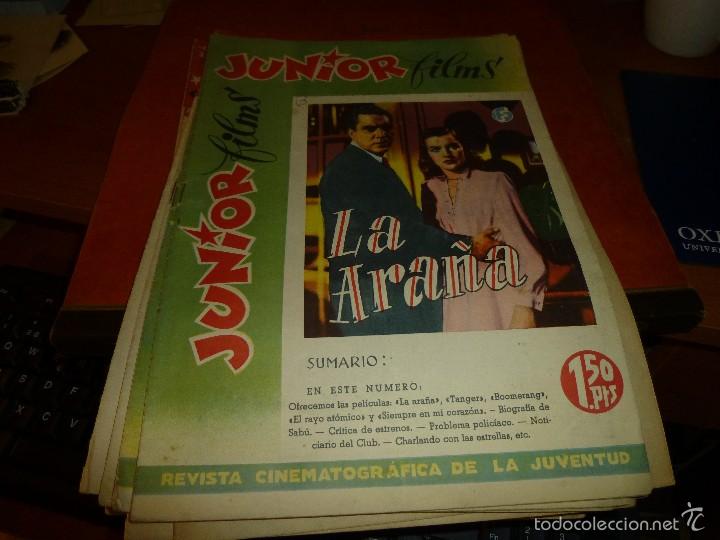 JUNIOR films
JUNIOR films
La
Araña
SUMARIO:
EN ESTE NUMERO:
Ofrecemos las películas: «La araña», «Tanger», «Boomerang»,
«El rayo atómico» y «Siempre en mi corazón». - Biografía de
Sabú. — Crítica de estrenos. — Problema policíaco. — Noti-
ciario del Club. — Charlando con las estrellas, etc.
1'50
Pts
REVISTA CINEMATOGRÁFICA DE LA JUVENTUD
todocoleccion.net